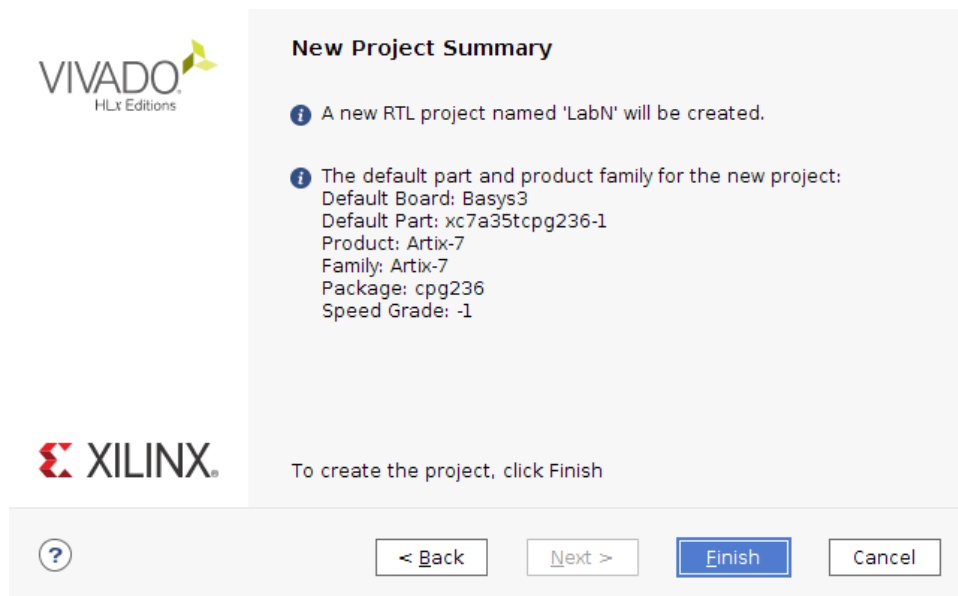 VIVADO.
HLx Editions
New Project Summary
A new RTL project named 'LabN' will be created.
The default part and product family for the new project:
Default Board: Basys3
Default Part: xc7a35tcpg236-1
Product: Artix-7
Family: Artix-7
Package: cpg236
Speed Grade: -1
XILINX®
To create the project, click Finish
?
< Back
Next >
Finish
Cancel